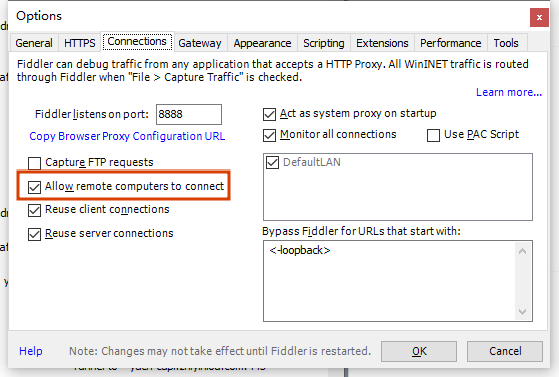 Options
General HTTPS Connections Gateway Appearance Scripting Extensions Performance Tools
Fiddler can debug traffic from any application that accepts a HTTP Proxy. All WinINET traffic is routed
through Fiddler when "File > Capture Traffic" is checked.
Learn more...
Fiddler listens on port: 8888
Copy Browser Proxy Configuration URL
Capture FTP requests
Allow remote computers to connect
Reuse client connections
Reuse server connections
Act as system proxy on startup
Monitor all connections
Use PAC Script
DefaultLAN
Bypass Fiddler for URLs that start with:
<-loopback>
Help
Note: Changes may not take effect until Fiddler is restarted.
OK
Cancel